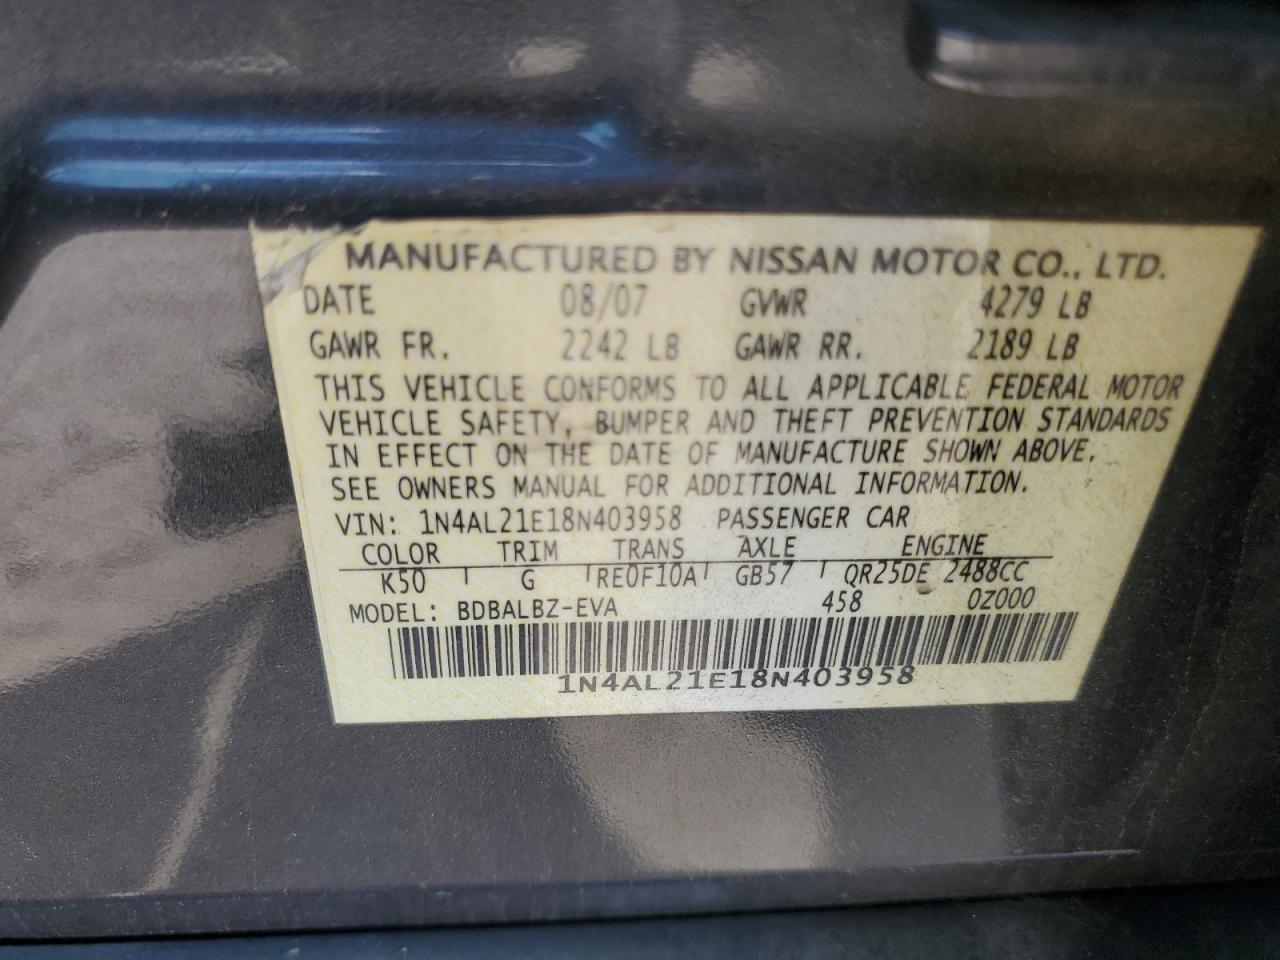 MANUFACTURED BY NISSAN MOTOR CO., LTD.
DATE 08/07 GVWR 4279 LB
GAWR FR. 2242 LB GAWR RR. 2189 LB
THIS VEHICLE CONFORMS TO ALL APPLICABLE FEDERAL MOTOR
VEHICLE SAFETY, BUMPER AND THEFT PREVENTION STANDARDS
IN EFFECT ON THE DATE OF MANUFACTURE SHOWN ABOVE.
SEE OWNERS MANUAL FOR ADDITIONAL INFORMATION.
VIN: 1N4AL21E18N403958 PASSENGER CAR
COLOR TRIM TRANS AXLE ENGINE
K50 G RE0F10A GB57 QR25DE 2488CC
MODEL: BDBALBZ-EVA 458 0Z000
1N4AL21E18N403958